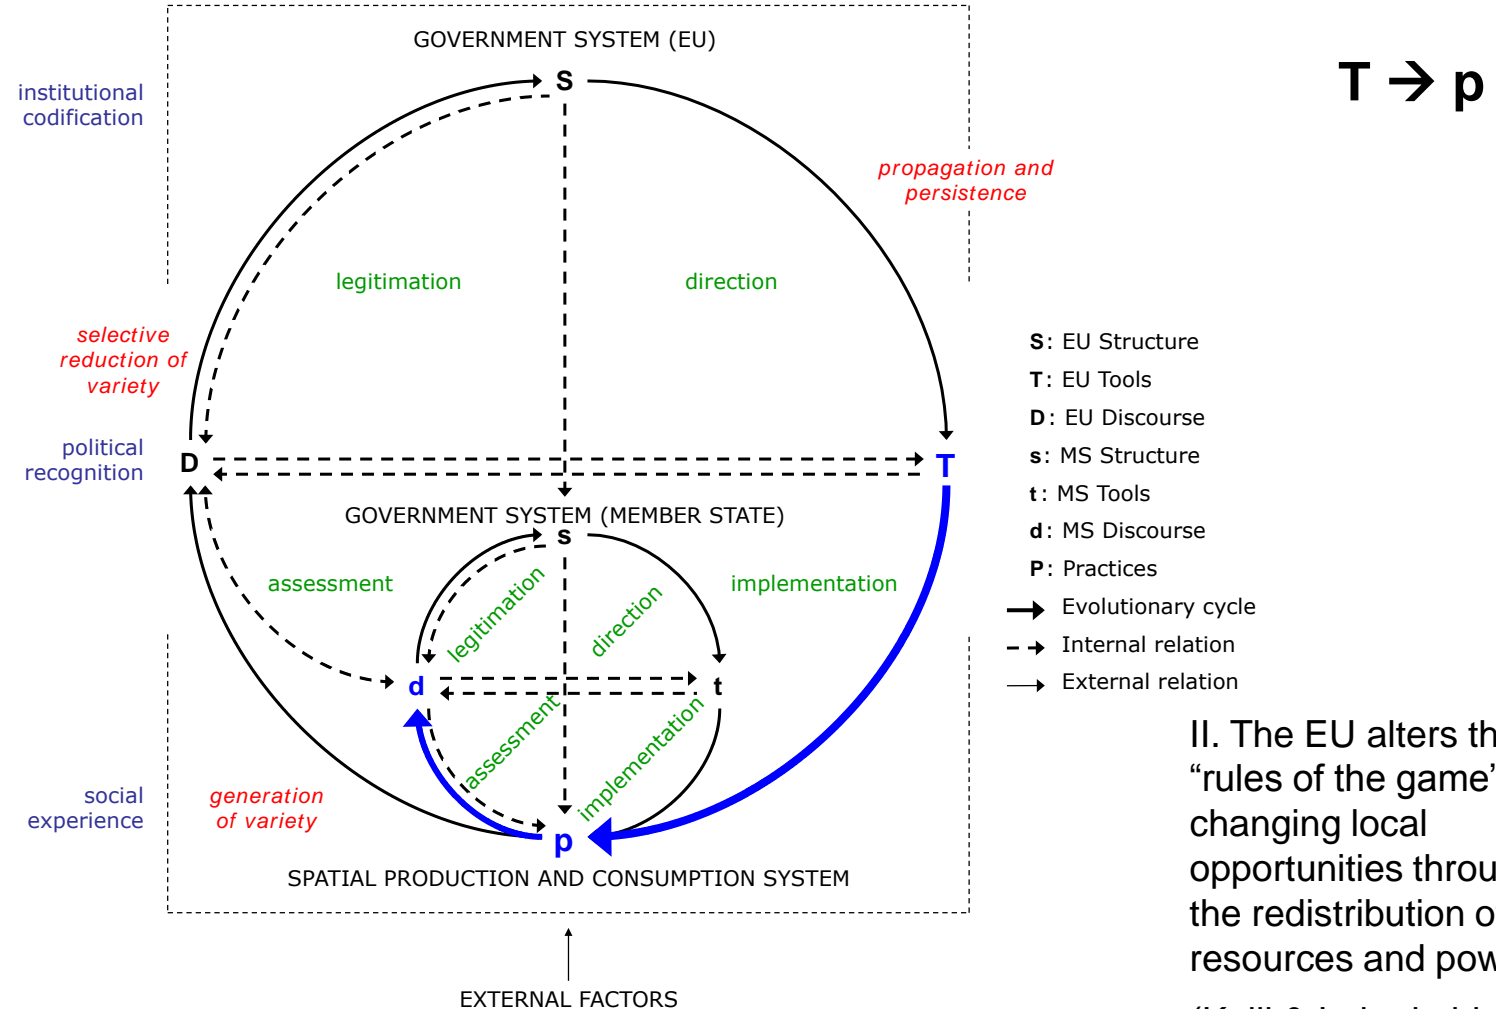 GOVERNMENT SYSTEM (EU)
T → p
S
institutional
codification
propagation and
persistence
legitimation
direction
selective
reduction of
variety
S: EU Structure
T: EU Tools
D: EU Discourse
s: MS Structure
t: MS Tools
d: MS Discourse
P: Practices
Evolutionary cycle
Internal relation
External relation
political
recognition
D
T
GOVERNMENT SYSTEM (MEMBER STATE)
s
assessment
implementation
legitimation
direction
d
t
assessment
implementation
social
experience
generation
of variety
p
SPATIAL PRODUCTION AND CONSUMPTION SYSTEM
EXTERNAL FACTORS
II. The EU alters
“rules of the game”
changing local
opportunities
the redistribution
resources and